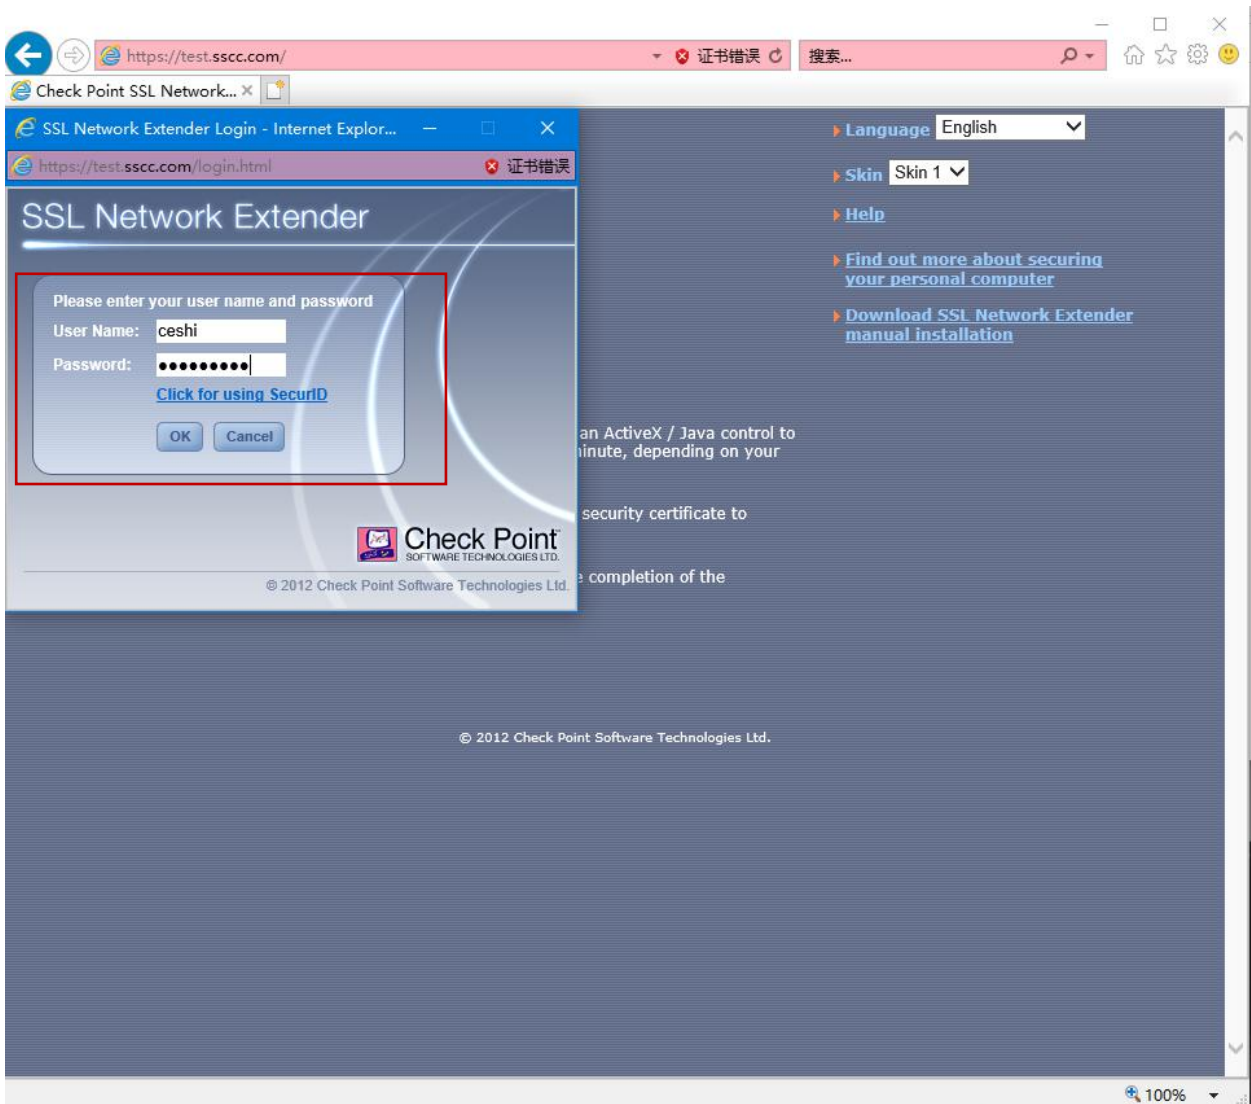 https://test.sscc.com/
证书错误
搜索...
Check Point SSL Network...
SSL Network Extender Login - Internet Explor...
https://test.sscc.com/login.html
证书错误
SSL Network Extender
Please enter your user name and password
User Name: ceshi
Password: ●●●●●●●●●
Click for using SecurID
OK Cancel
Check Point
SOFTWARE TECHNOLOGIES LTD.
© 2012 Check Point Software Technologies Ltd.
Language English
Skin Skin 1
Help
Find out more about securing
your personal computer
Download SSL Network Extender
manual installation
an ActiveX / Java control to
inute, depending on your
security certificate to
completion of the
© 2012 Check Point Software Technologies Ltd.
100%